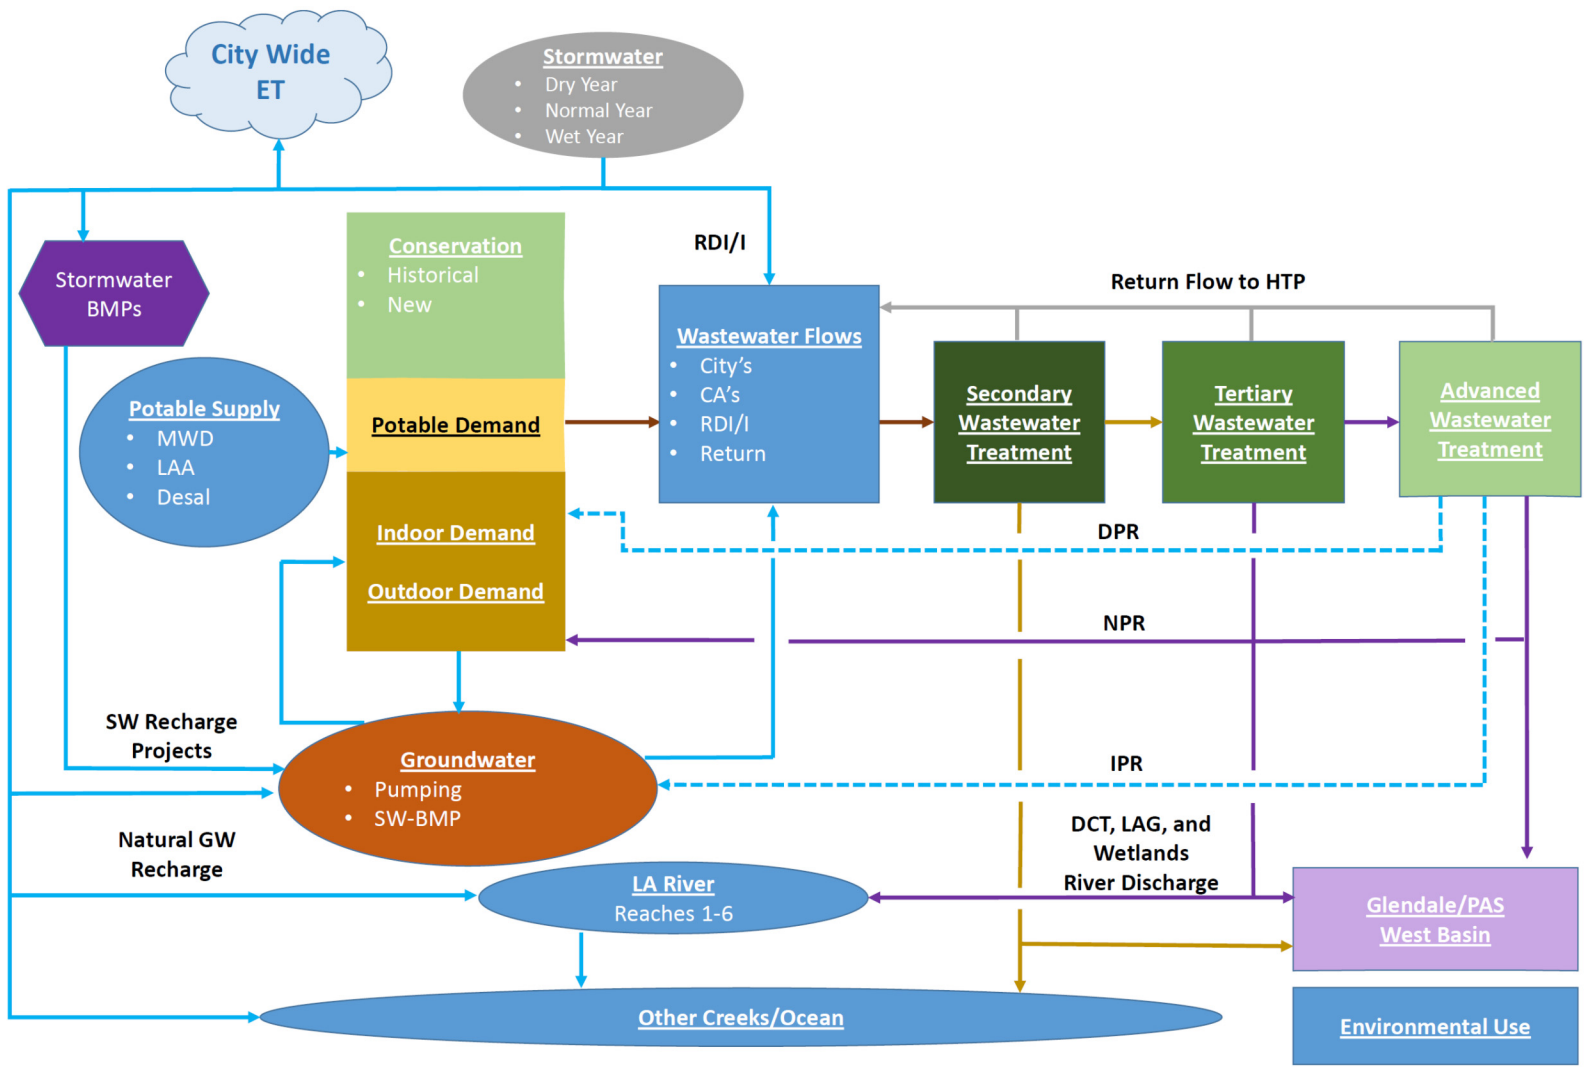 City Wide
ET
Stormwater
• Dry Year
• Normal Year
• Wet Year
Stormwater
BMPs
Conservation
• Historical
• New
RDI/I
Return Flow to HTP
Potable Supply
• MWD
• LAA
• Desal
Potable Demand
Wastewater Flows
• City’s
• CA’s
• RDI/I
• Return
Secondary
Wastewater
Treatment
Tertiary
Wastewater
Treatment
Advanced
Wastewater
Treatment
Indoor Demand
Outdoor Demand
DPR
NPR
SW Recharge
Projects
Groundwater
• Pumping
• SW-BMP
IPR
Natural GW
Recharge
DCT, LAG, and
Wetlands
River Discharge
LA River
Reaches 1-6
Glendale/PAS
West Basin
Other Creeks/Ocean
Environmental Use